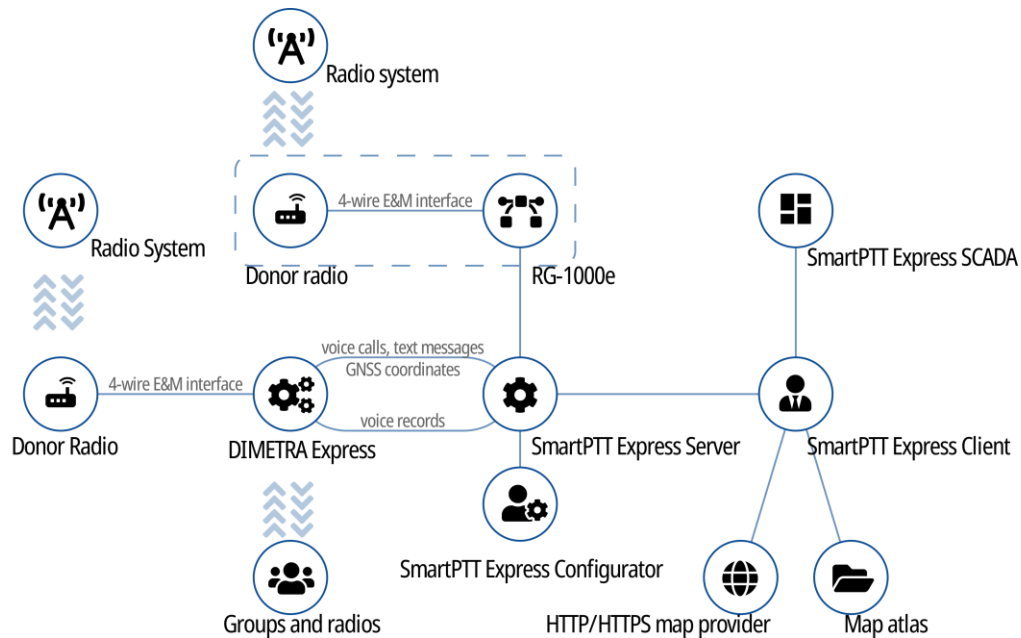 Radio system
4-wire E&M interface
Radio System
Donor radio
RG-1000e
SmartPTT Express SCADA
voice calls, text messages
GNSS coordinates
4-wire E&M interface
voice records
Donor Radio
DIMETRA Express
SmartPTT Express Server
SmartPTT Express Client
SmartPTT Express Configurator
Groups and radios
HTTP/HTTPS map provider
Map atlas